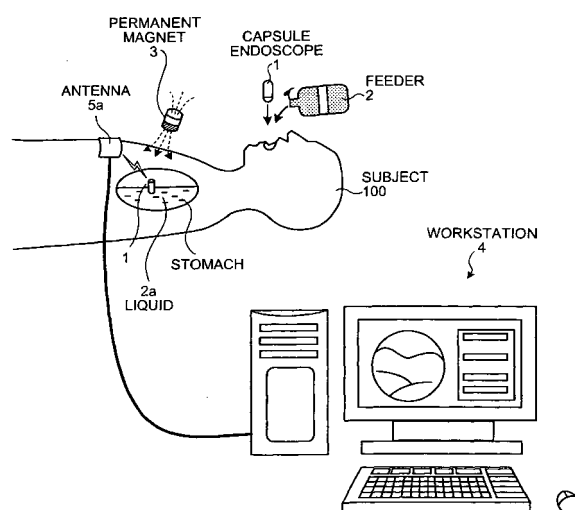 PERMANENT
MAGNET
3
CAPSULE
ENDOSCOPE
1
FEEDER
2
ANTENNA
5a
SUBJECT
100
1
2a
LIQUID
STOMACH
WORKSTATION
4